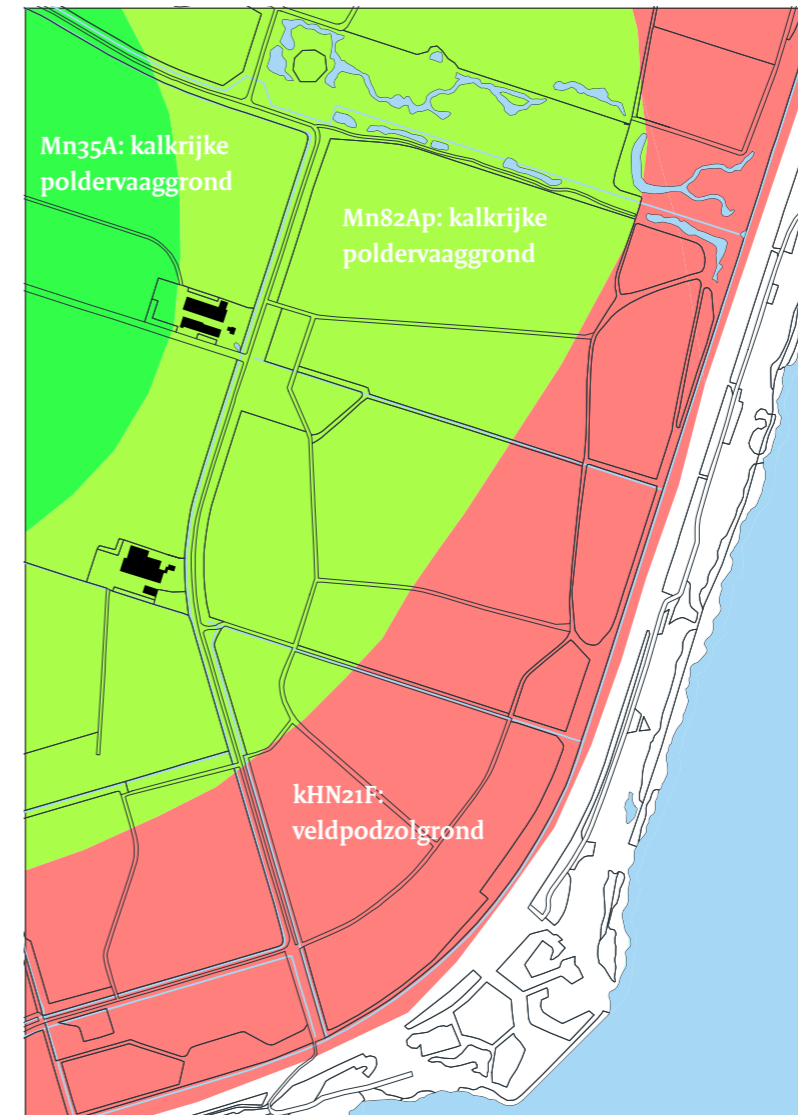 Mn35A: kalkrijke
poldervaaggrond
Mn82Ap: kalkrijke
poldervaaggrond
kHN21F:
veldpodzolgrond